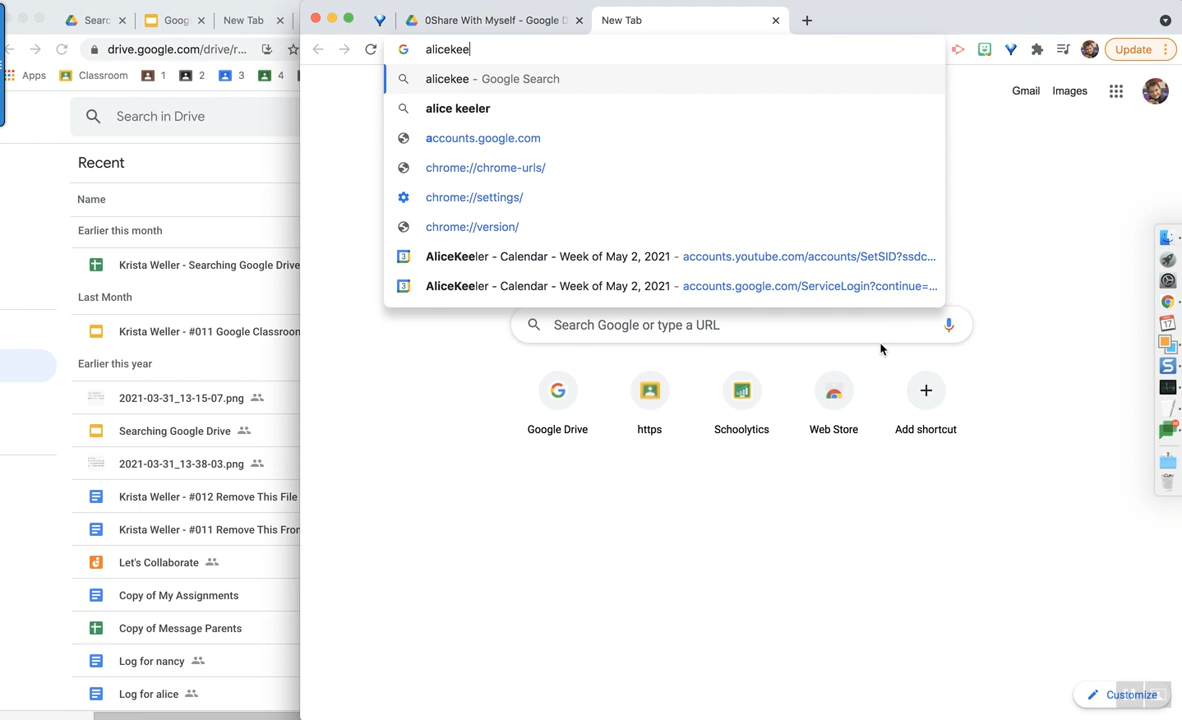 Searc
Goog
New Tab
0Share With Myself - Google D
New Tab
drive.google.com/drive/r...
alicekee
Update
Apps
Classroom
1
2
3
4
alicekee - Google Search
alice keeler
accounts.google.com
chrome://chrome-urls/
chrome://settings/
chrome://version/
3 AliceKeeler - Calendar - Week of May 2, 2021 - accounts.youtube.com/accounts/SetSID?ssdc...
3 AliceKeeler - Calendar - Week of May 2, 2021 - accounts.google.com/ServiceLogin?continue=...
Gmail
Images
Search in Drive
Recent
Name
Earlier this month
Krista Weller - Searching Google Drive
Last Month
Krista Weller - #011 Google Classroon
Earlier this year
2021-03-31_13-15-07.png
Searching Google Drive
2021-03-31_13-38-03.png
Krista Weller - #012 Remove This File
Krista Weller - #011 Remove This Fron
Let's Collaborate
Copy of My Assignments
Copy of Message Parents
Log for nancy
Log for alice
Search Google or type a URL
Google Drive
https
Schoolytics
Web Store
Add shortcut
17
Customize